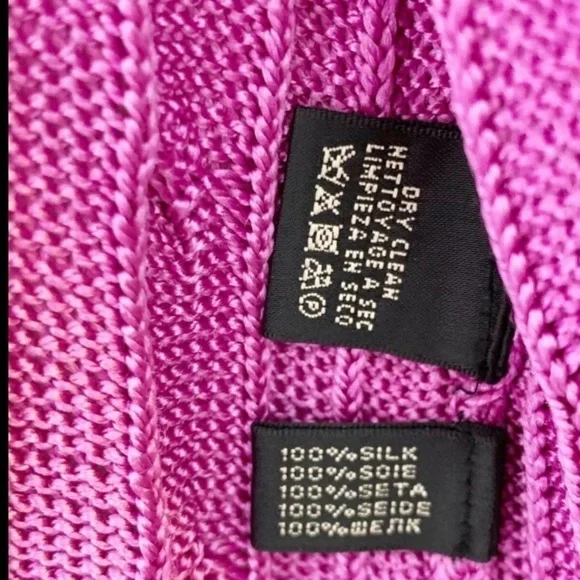 DRY CLEAN
NETTOYAGE A SEC
LIMPIEZA EN SECO
P
100%SILK
100%SOIE
100%SETA
100%SEIDE
100%ШЕЛК